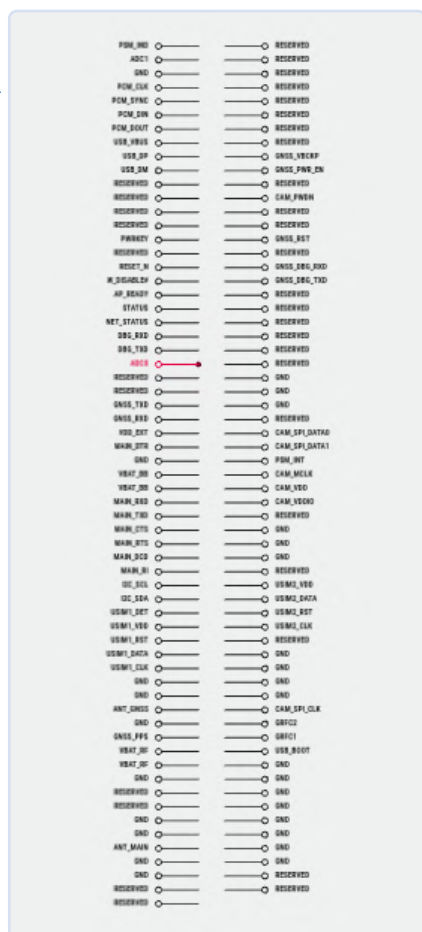 PSM_IND
ADC1
GND
PCM_CLK
PCM_SYNC
PCM_DIN
PCM_DOUT
USB_VBUS
USB_DP
USB_DM
RESERVED
RESERVED
RESERVED
RESERVED
PWRKEY
RESERVED
RESET_N
W_DISABLE#
AP_READY
STATUS
NET_STATUS
DBG_RXD
DBG_TXD
ADC0
RESERVED
RESERVED
GNSS_TXD
GNSS_RXD
VDD_EXT
MAIN_DTR
GND
VBAT_BB
VBAT_BB
MAIN_RXD
MAIN_TXD
MAIN_CTS
MAIN_RTS
MAIN_DCD
MAIN_RI
I2C_SCL
I2C_SDA
USIM1_DET
USIM1_VDD
USIM1_RST
USIM1_DATA
USIM1_CLK
GND
GND
ANT_GNSS
GND
GNSS_PPS
VBAT_RF
VBAT_RF
GND
RESERVED
RESERVED
GND
GND
ANT_MAIN
GND
GND
RESERVED
RESERVED
RESERVED
RESERVED
RESERVED
RESERVED
RESERVED
RESERVED
RESERVED
RESERVED
GNSS_VBCKP
GNSS_PWR_EN
RESERVED
CAM_PWDN
RESERVED
RESERVED
GNSS_RST
RESERVED
GNSS_DBG_RXD
GNSS_DBG_TXD
RESERVED
RESERVED
RESERVED
RESERVED
RESERVED
RESERVED
GND
GND
GND
RESERVED
CAM_SPI_DATA0
CAM_SPI_DATA1
PSM_INT
CAM_MCLK
CAM_VDD
CAM_VDDIO
RESERVED
GND
GND
GND
RESERVED
USIM2_VDD
USIM2_DATA
USIM2_RST
USIM2_CLK
RESERVED
GND
GND
GND
GND
CAM_SPI_CLK
GRFC2
GRFC1
USB_BOOT
GND
GND
GND
GND
GND
GND
GND
GND
RESERVED
RESERVED